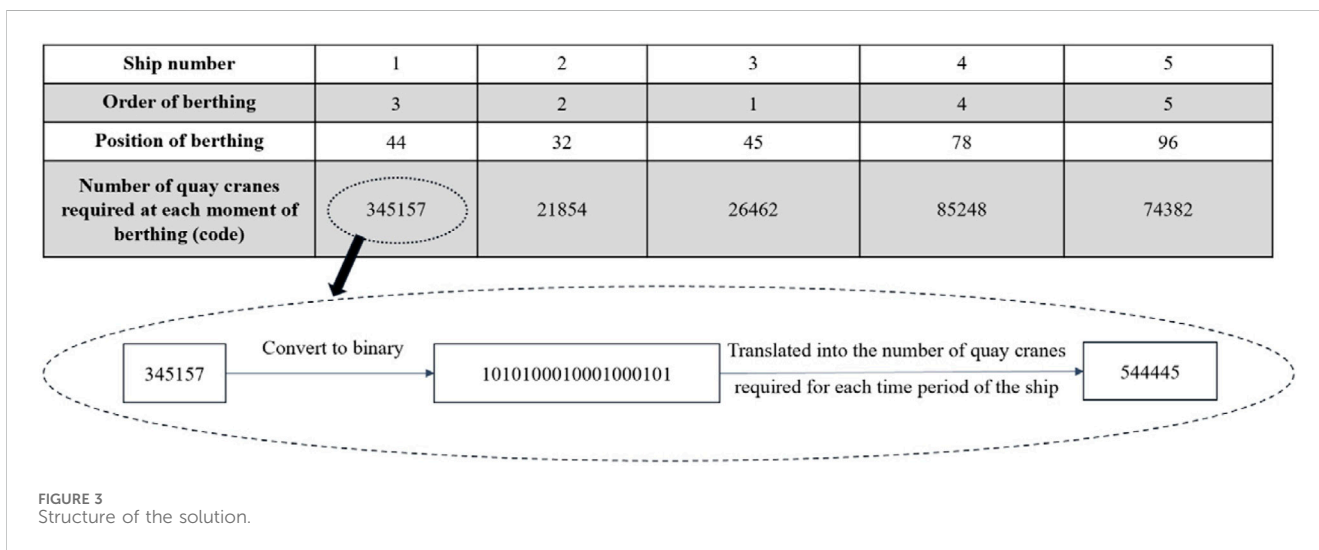 Ship number 1 2 3 4 5
Order of berthing 3 2 1 4 5
Position of berthing 44 32 45 78 96
Number of quay cranes
required at each moment of
berthing (code)
345157 21854 26462 85248 74382
345157
Convert to binary
1010100010001000101
Translated into the number of quay cranes
required for each time period of the ship
544445
FIGURE 3
Structure of the solution.